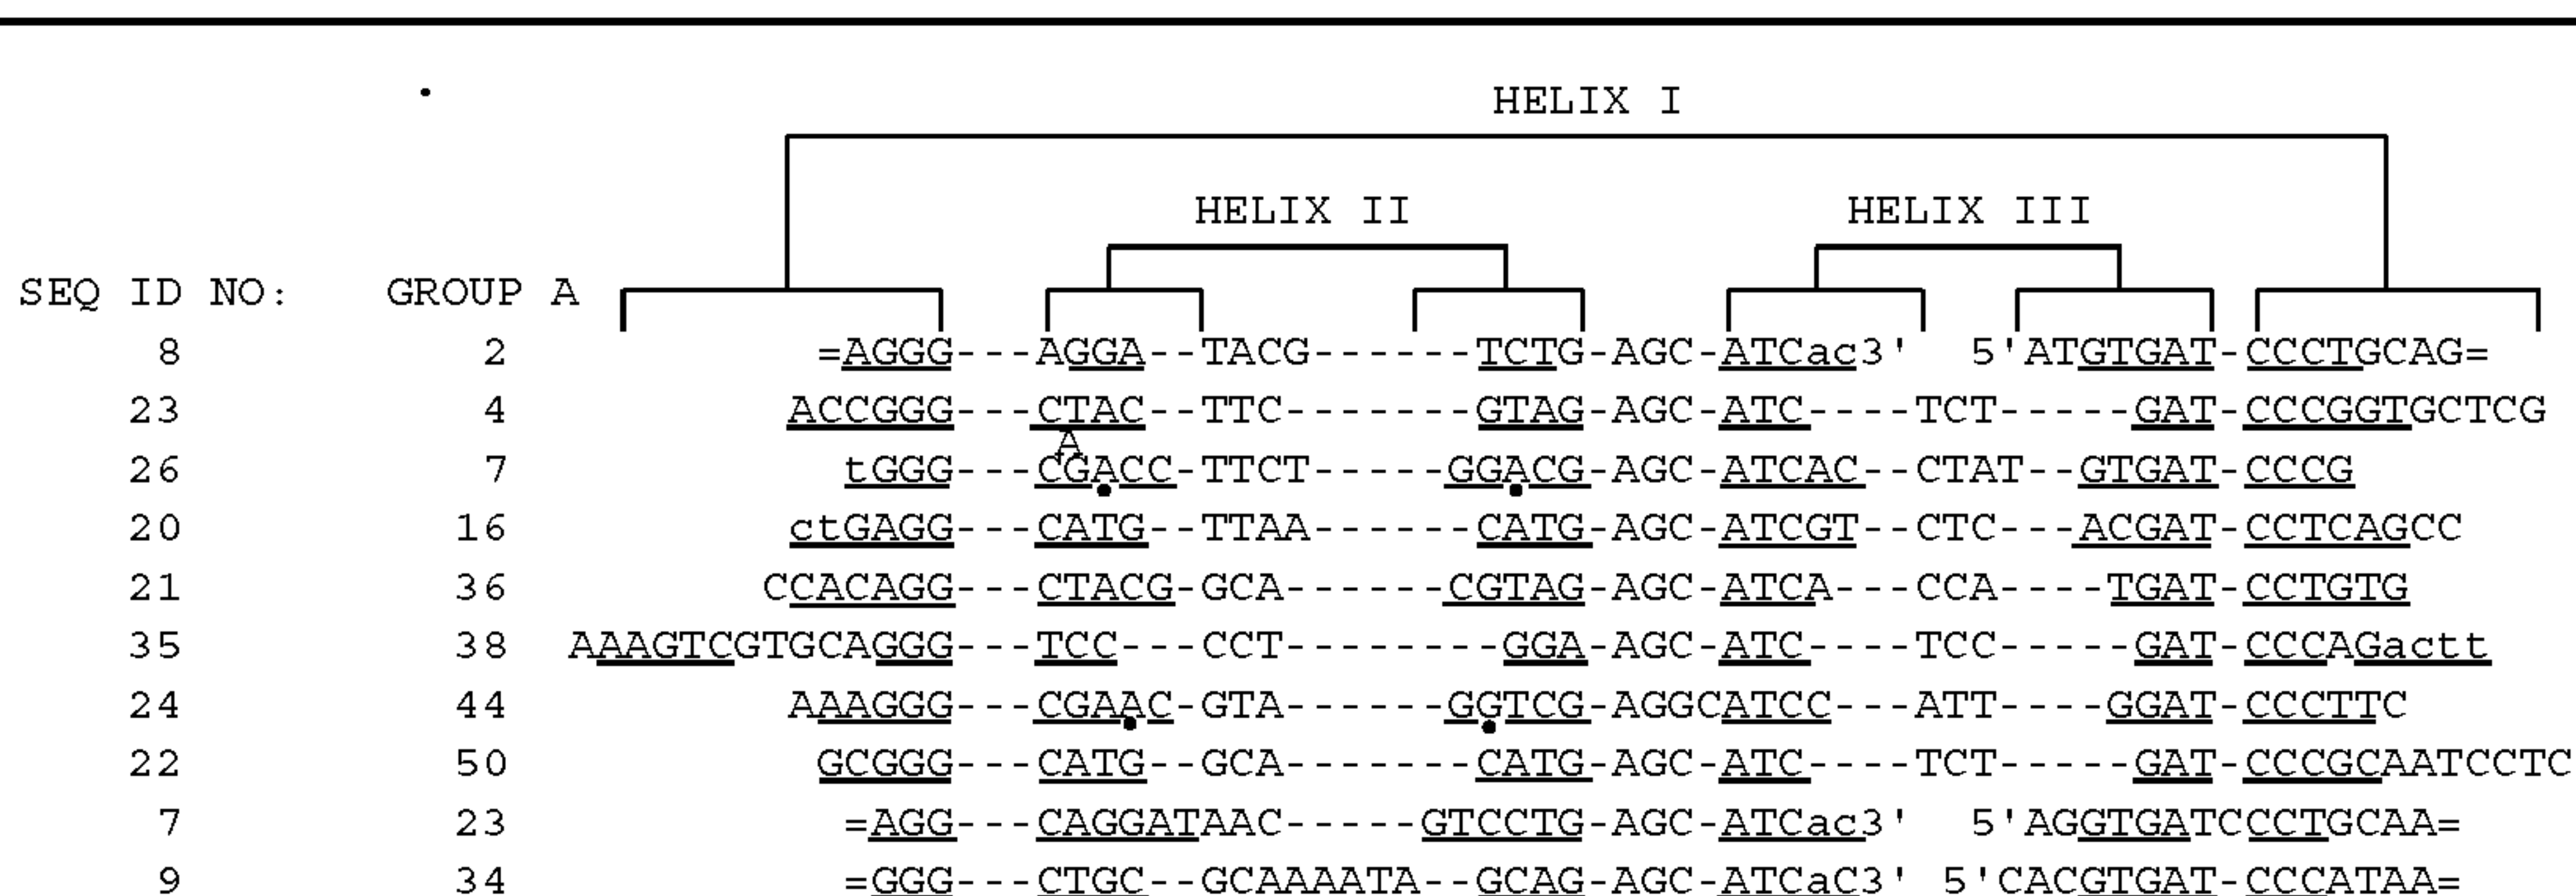 HELIX I
HELIX II HELIX III
SEQ ID NO: GROUP A
8 2 =AGGG---AGGA--TACG------TCTG-AGC-ATCac3' 5'ATGTGAT-CCCTGCAG=
23 4 ACCGGG---CTAC--TTC-------GTAG-AGC-ATC----TCT-----GAT-CCCGGTGCTCG
A
26 7 tGGG---CGACC-TTCT-----GGACG-AGC-ATCAC--CTAT--GTGAT-CCCG
20 16 ctGAGG---CATG--TTAA------CATG-AGC-ATCGT--CTC---ACGAT-CCTCAGCC
21 36 CCACAGG---CTACG-GCA------CGTAG-AGC-ATCA---CCA----TGAT-CCTGTG
35 38 AAAGTCGTGCAGGG---TCC---CCT--------GGA-AGC-ATC----TCC-----GAT-CCCAGactt
24 44 AAAGGG---CGAAC-GTA------GGTCG-AGGCATCC---ATT----GGAT-CCCTTC
22 50 GCGGG---CATG--GCA-------CATG-AGC-ATC----TCT-----GAT-CCCGCAATCCTC
7 23 =AGG---CAGGATAAC-----GTCCTG-AGC-ATCac3' 5'AGGTGATCCCTGCAA=
9 34 =GGG---CTGC--GCAAAATA--GCAG-AGC-ATCaC3' 5'CACGTGAT-CCCATAA=